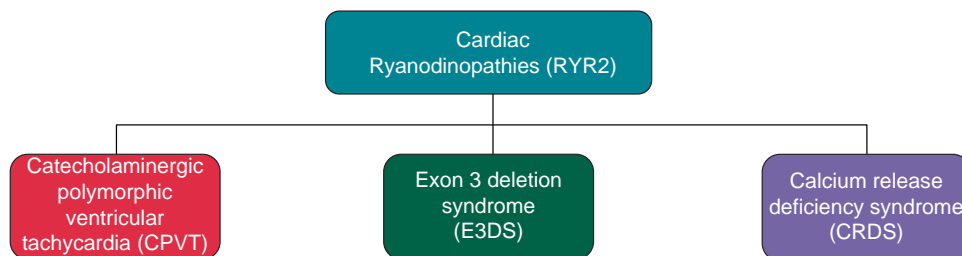 Cardiac
Ryanodinopathies (RYR2)
Catecholaminergic
polymorphic
ventricular
tachycardia (CPVT)
Exon 3 deletion
syndrome
(E3DS)
Calcium release
deficiency syndrome
(CRDS)